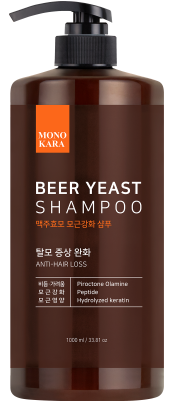 MONO
KARA
BEER YEAST
SHAMPOO
맥주효모 모근강화 샴푸
탈모 증상 완화
ANTI-HAIR LOSS
비듬·가려움 Piroctone Olamine
모근강화 Peptide
모근영양 Hydrolyzed keratin
1000 ml / 33.81 oz